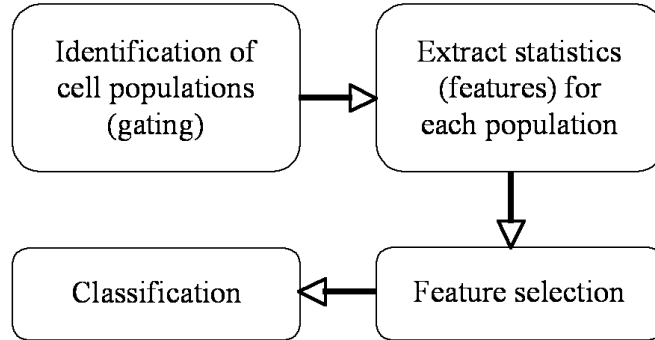 Identification of
cell populations
(gating)
Extract statistics
(features) for
each population
Classification
Feature selection